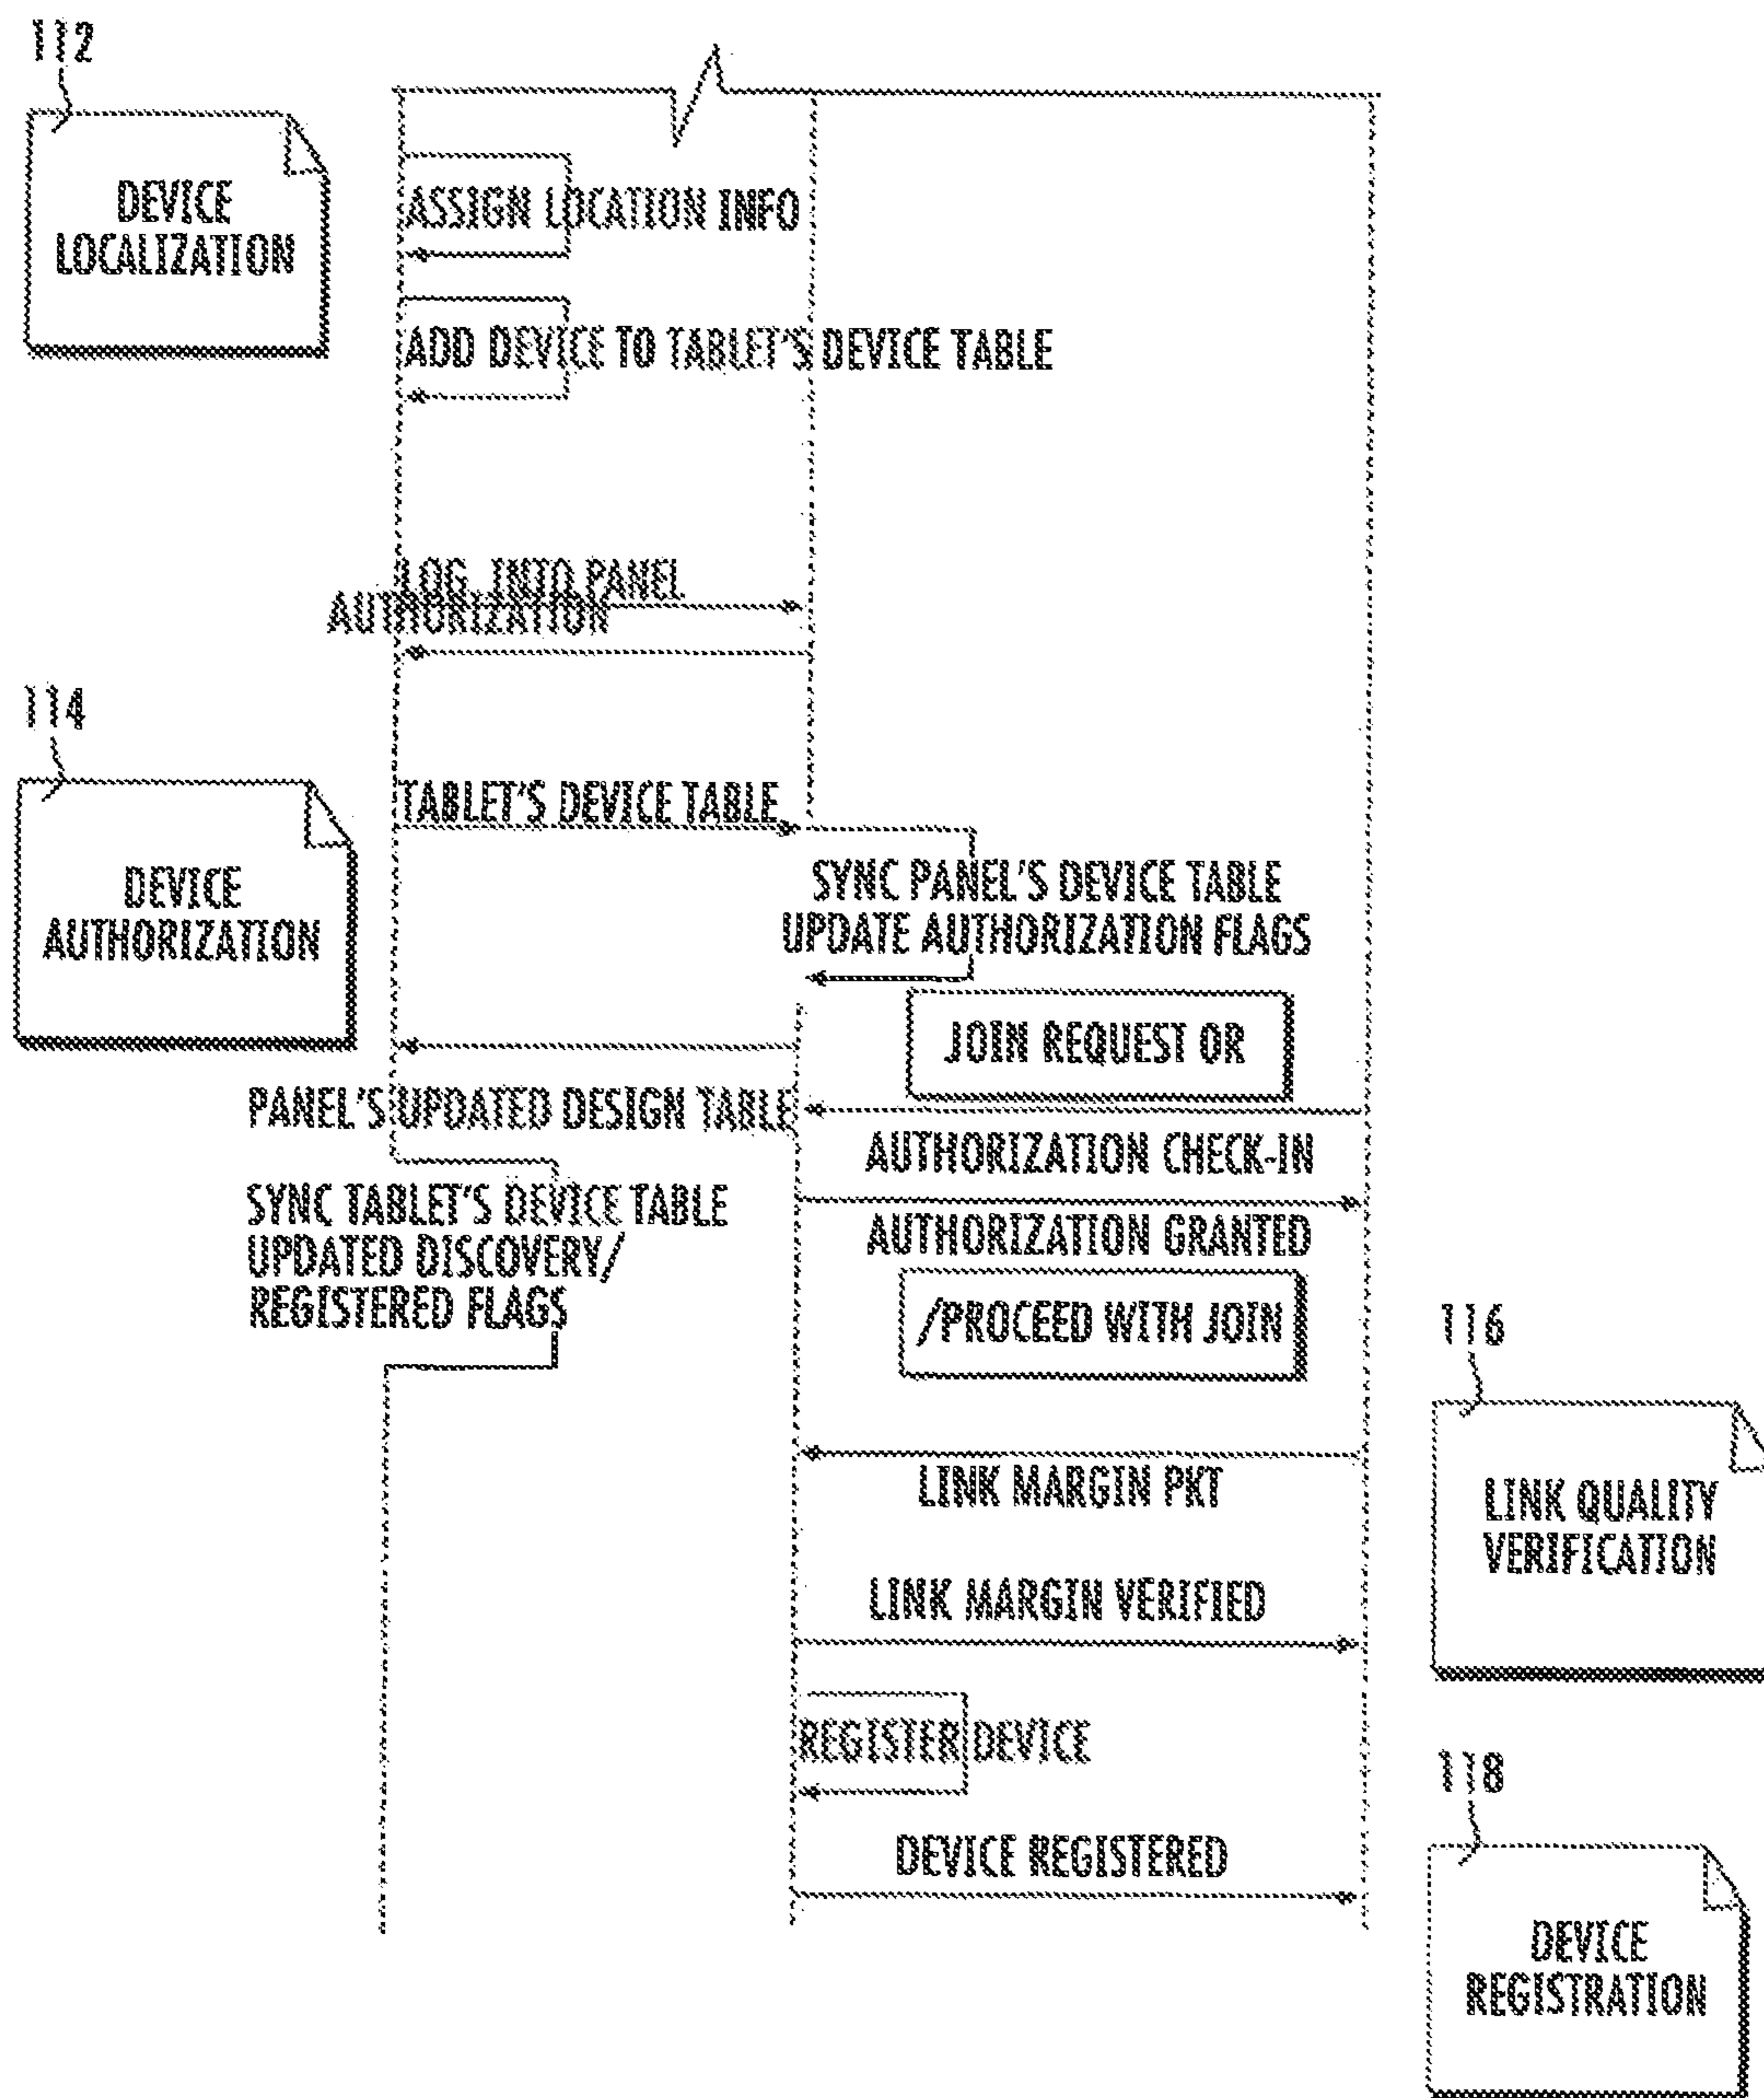 112
DEVICE
LOCALIZATION
ASSIGN LOCATION INFO
ADD DEVICE TO TABLET'S DEVICE TABLE
LOG INTO PANEL
AUTHORIZATION
114
DEVICE
AUTHORIZATION
TABLET'S DEVICE TABLE
SYNC PANEL'S DEVICE TABLE
UPDATE AUTHORIZATION FLAGS
JOIN REQUEST OR
PANEL'S UPDATED DESIGN TABLE
AUTHORIZATION CHECK-IN
SYNC TABLET'S DEVICE TABLE
UPDATED DISCOVERY/
REGISTERED FLAGS
AUTHORIZATION GRANTED
/PROCEED WITH JOIN
116
LINK QUALITY
VERIFICATION
LINK MARGIN PKT
LINK MARGIN VERIFIED
REGISTER DEVICE
118
DEVICE REGISTERED
DEVICE
REGISTRATION